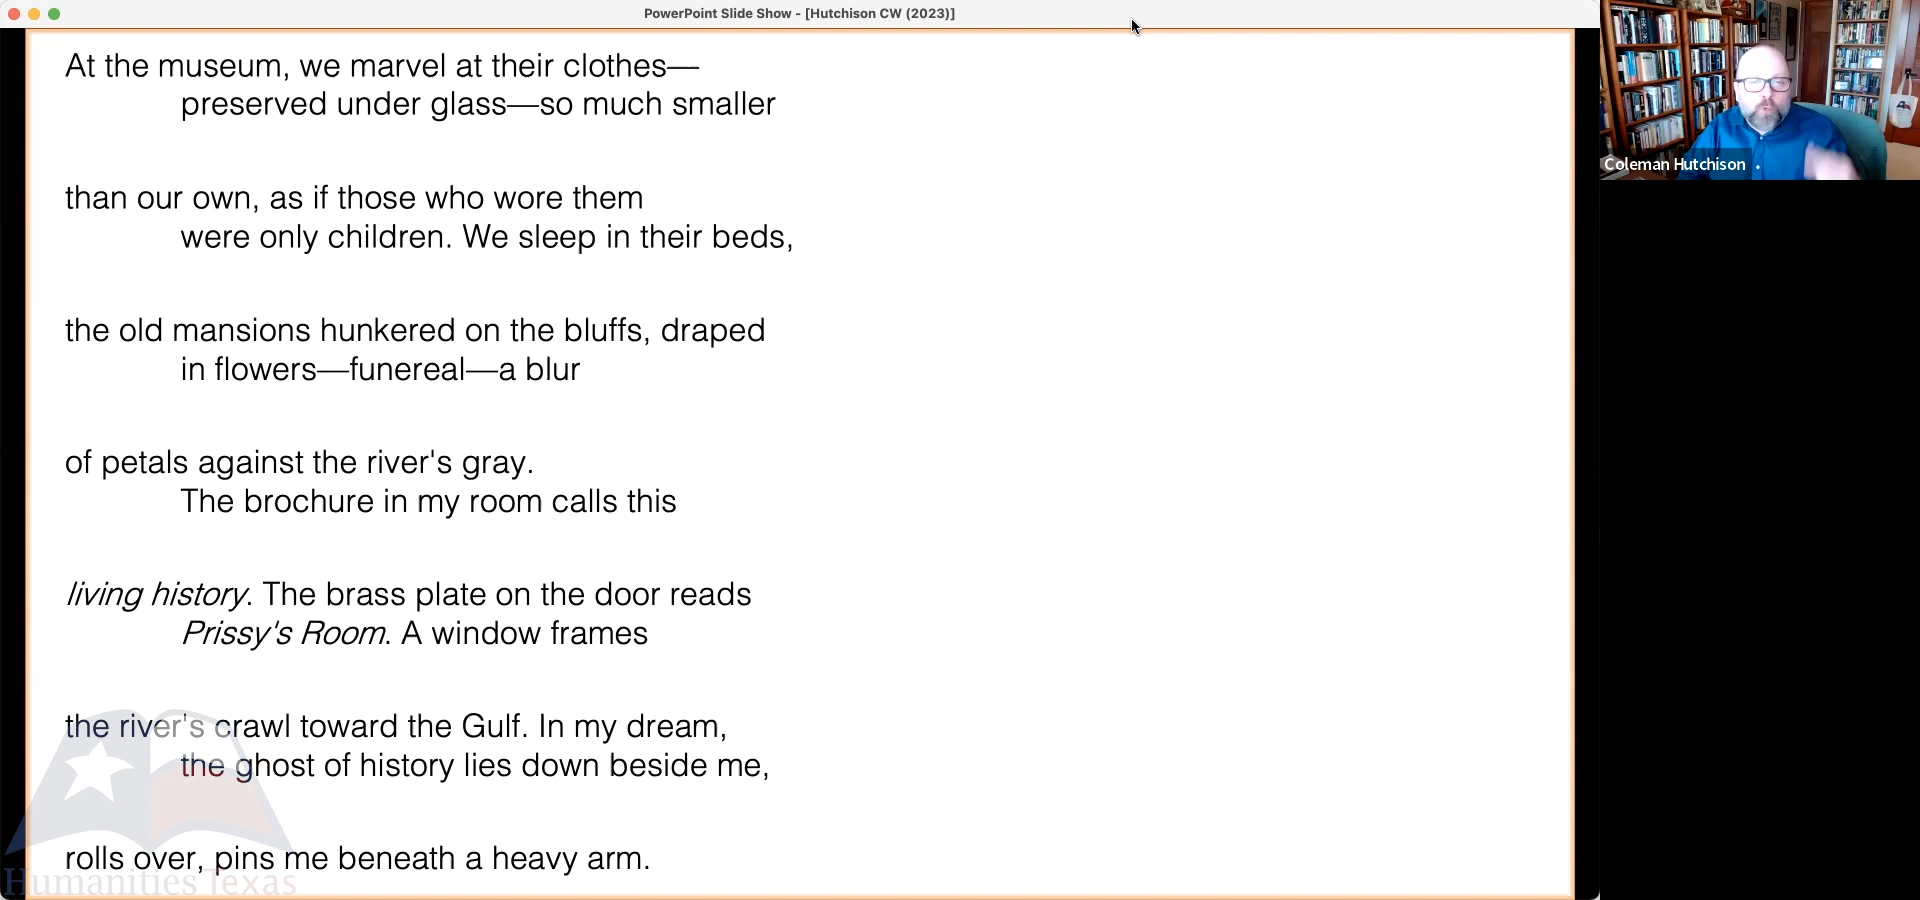 PowerPoint Slide Show - [Hutchison CW (2023)]
At the museum, we marvel at their clothes—
preserved under glass—so much smaller
than our own, as if those who wore them
were only children. We sleep in their beds,
the old mansions hunkered on the bluffs, draped
in flowers—funereal—a blur
of petals against the river's gray.
The brochure in my room calls this
living history. The brass plate on the door reads
Prissy's Room. A window frames
the river's crawl toward the Gulf. In my dream,
the ghost of history lies down beside me,
rolls over, pins me beneath a heavy arm.
Humanities Texas
Coleman Hutchison